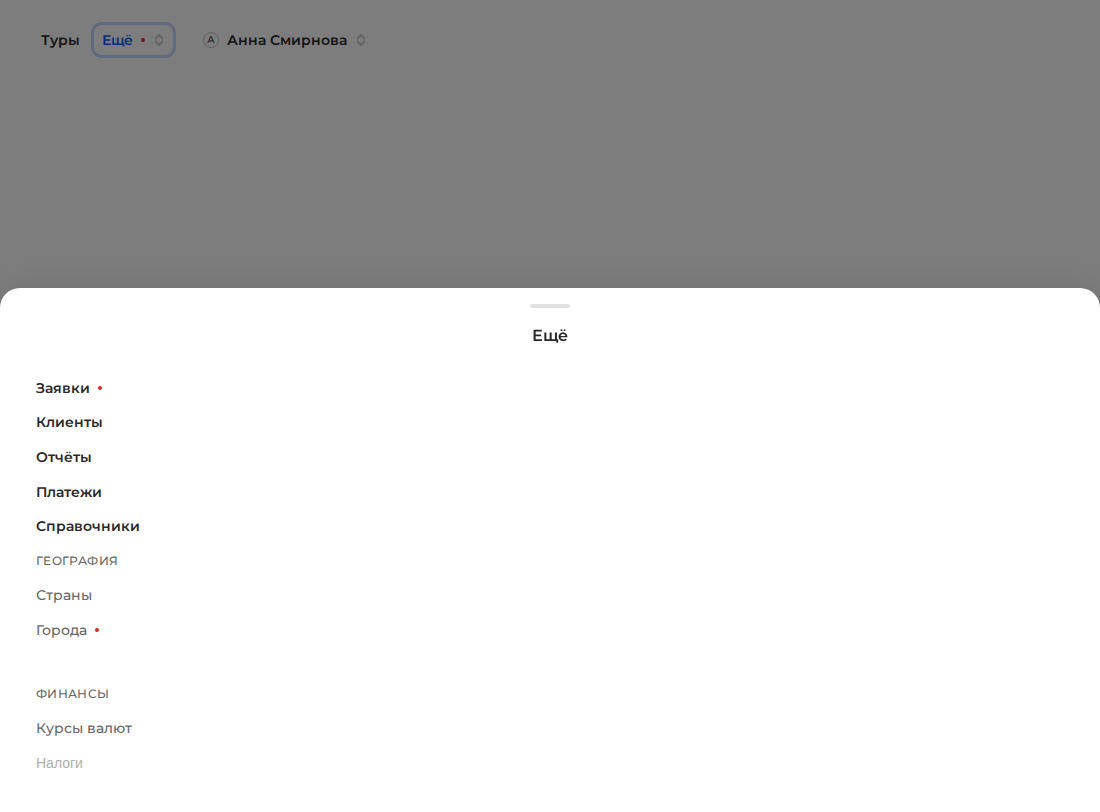 Туры Ещё A Анна Смирнова
Ещё
Заявки
Клиенты
Отчёты
Платежи
Справочники
ГЕОГРАФИЯ
Страны
Города
ФИНАНСЫ
Курсы валют
Налоги